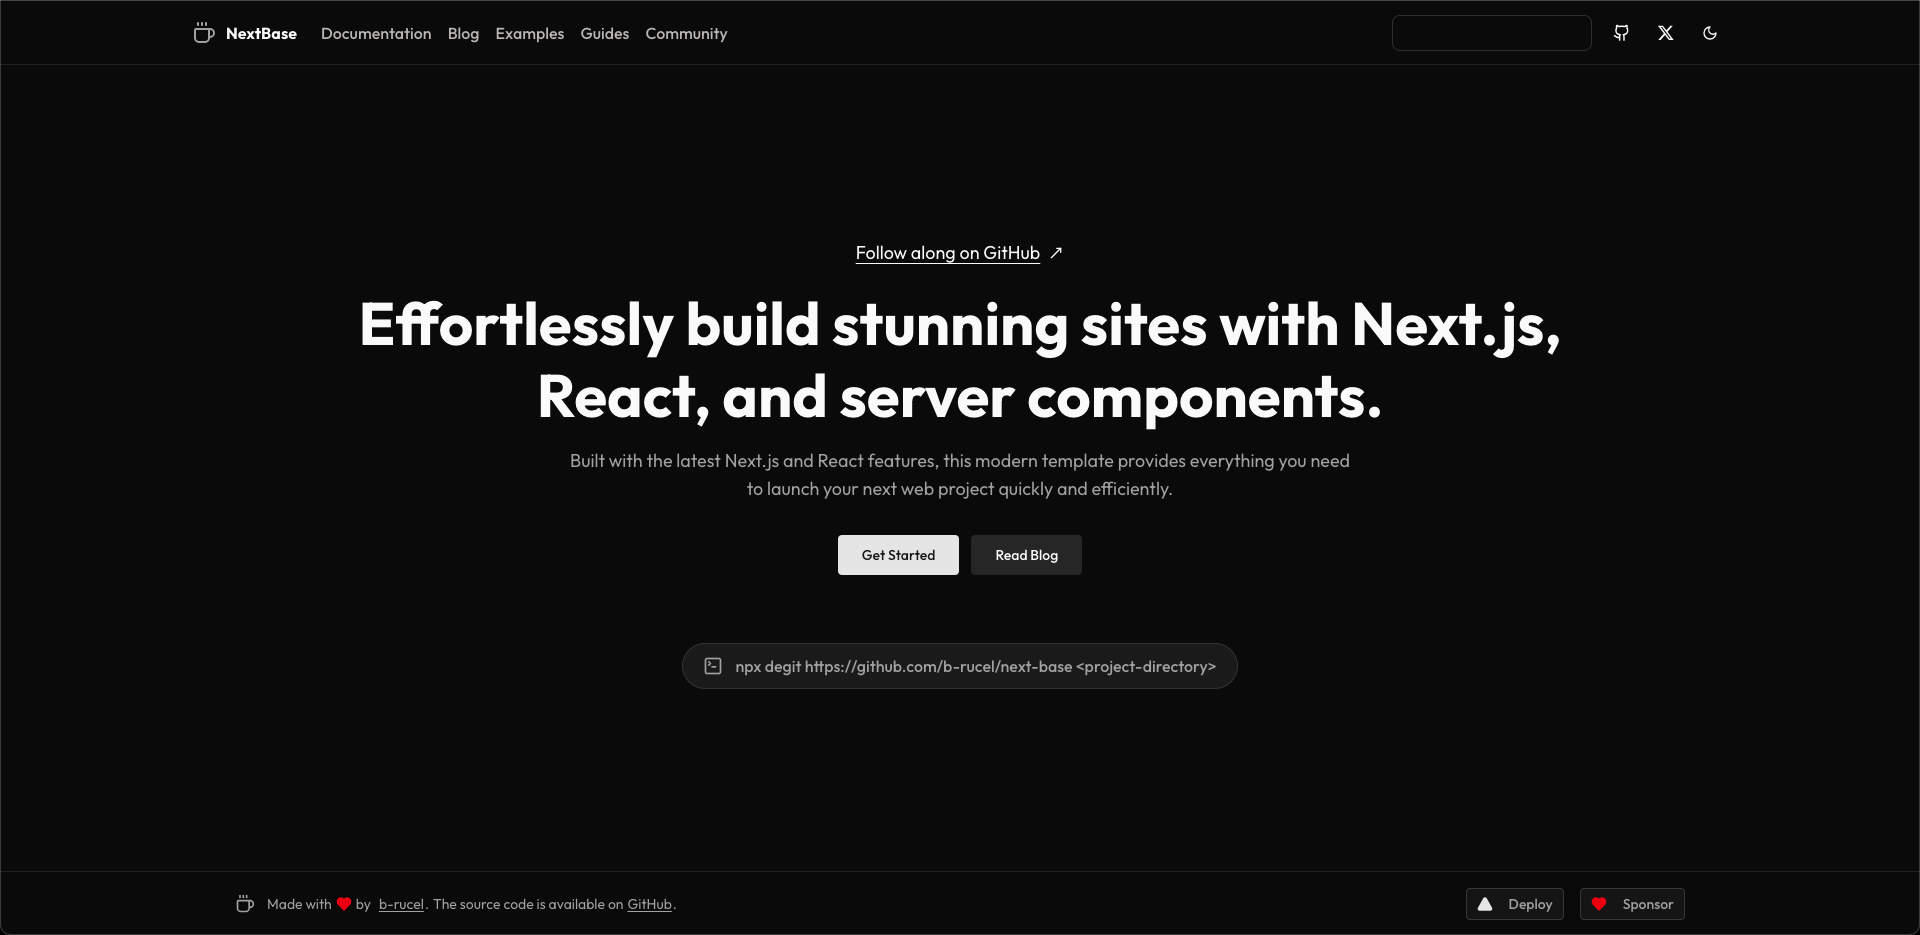 NextBase Documentation Blog Examples Guides Community
Follow along on GitHub ↗
Effortlessly build stunning sites with Next.js,
React, and server components.
Built with the latest Next.js and React features, this modern template provides everything you need
to launch your next web project quickly and efficiently.
Get Started Read Blog
npx degit https://github.com/b-rucel/next-base <project-directory>
Made with ❤ by b-rucel. The source code is available on GitHub. Deploy Sponsor